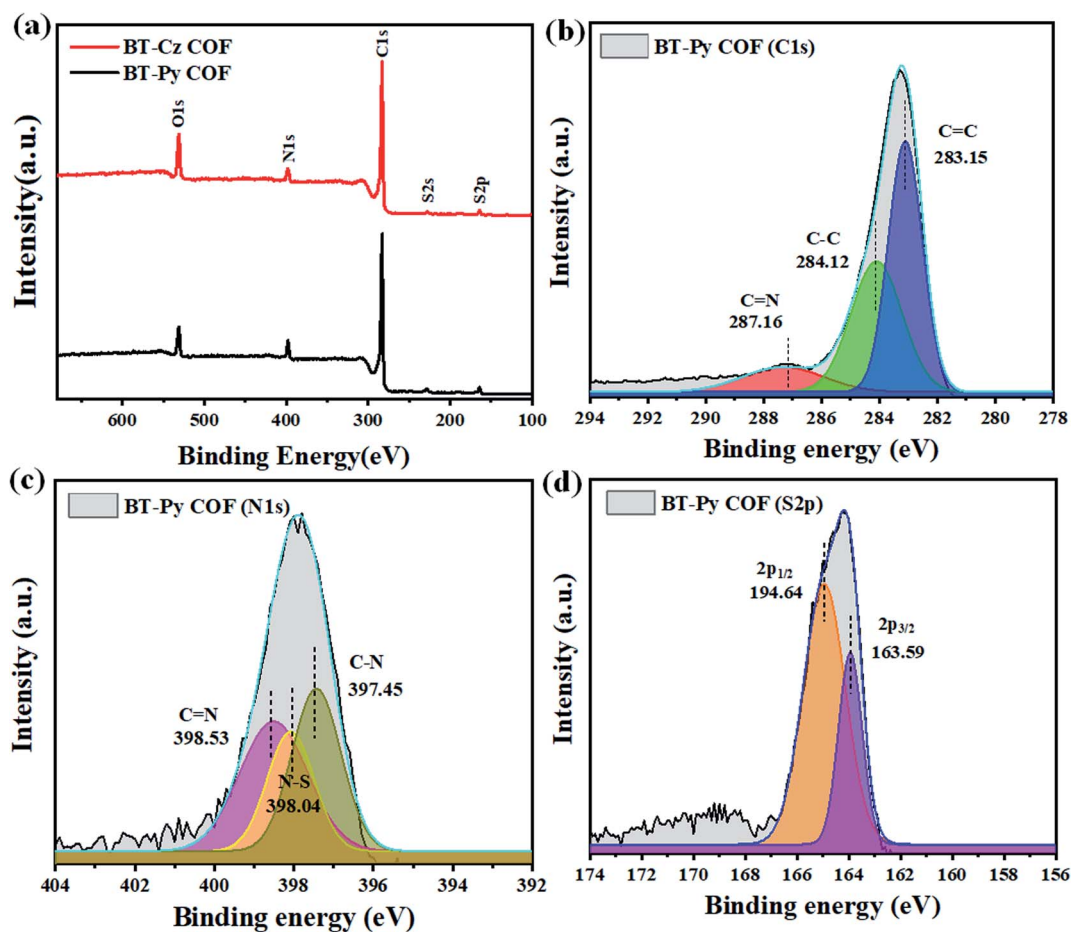 (a)
BT-Cz COF
BT-Py COF
O1s
N1s
C1s
S2s
S2p
Intensity(a.u.)
600
500
400
300
200
100
Binding Energy(eV)
(b)
BT-Py COF (C1s)
C=C
283.15
C-C
284.12
C=N
287.16
Intensity (a.u.)
294
292
290
288
286
284
282
280
278
Binding energy (eV)
(c)
BT-Py COF (N1s)
C-N
397.45
C=N
398.53
N-S
398.04
Intensity (a.u.)
404
402
400
398
396
394
392
Binding energy (eV)
(d)
BT-Py COF (S2p)
2p1/2
194.64
2p3/2
163.59
Intensity (a.u.)
174
172
170
168
166
164
162
160
158
156
Binding energy (eV)